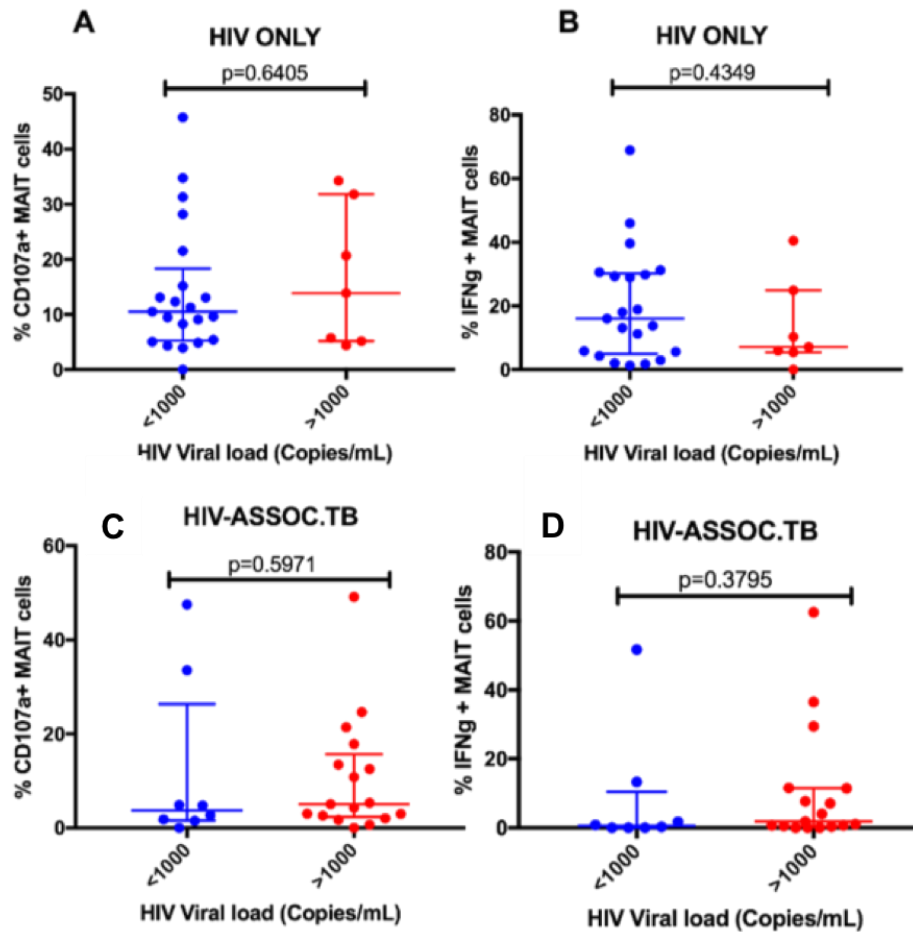 A
HIV ONLY
p=0.6405
% CD107a+ MAIT cells
50
40
30
20
10
0
<1000
>1000
HIV Viral load (Copies/mL)
B
HIV ONLY
p=0.4349
% IFNg + MAIT cells
80
60
40
20
0
<1000
>1000
HIV Viral load (Copies/mL)
C
HIV-ASSOC.TB
p=0.5971
% CD107a+ MAIT cells
60
40
20
0
<1000
>1000
HIV Viral load (Copies/mL)
D
HIV-ASSOC.TB
p=0.3795
% IFNg + MAIT cells
80
60
40
20
0
<1000
>1000
HIV Viral load (Copies/mL)